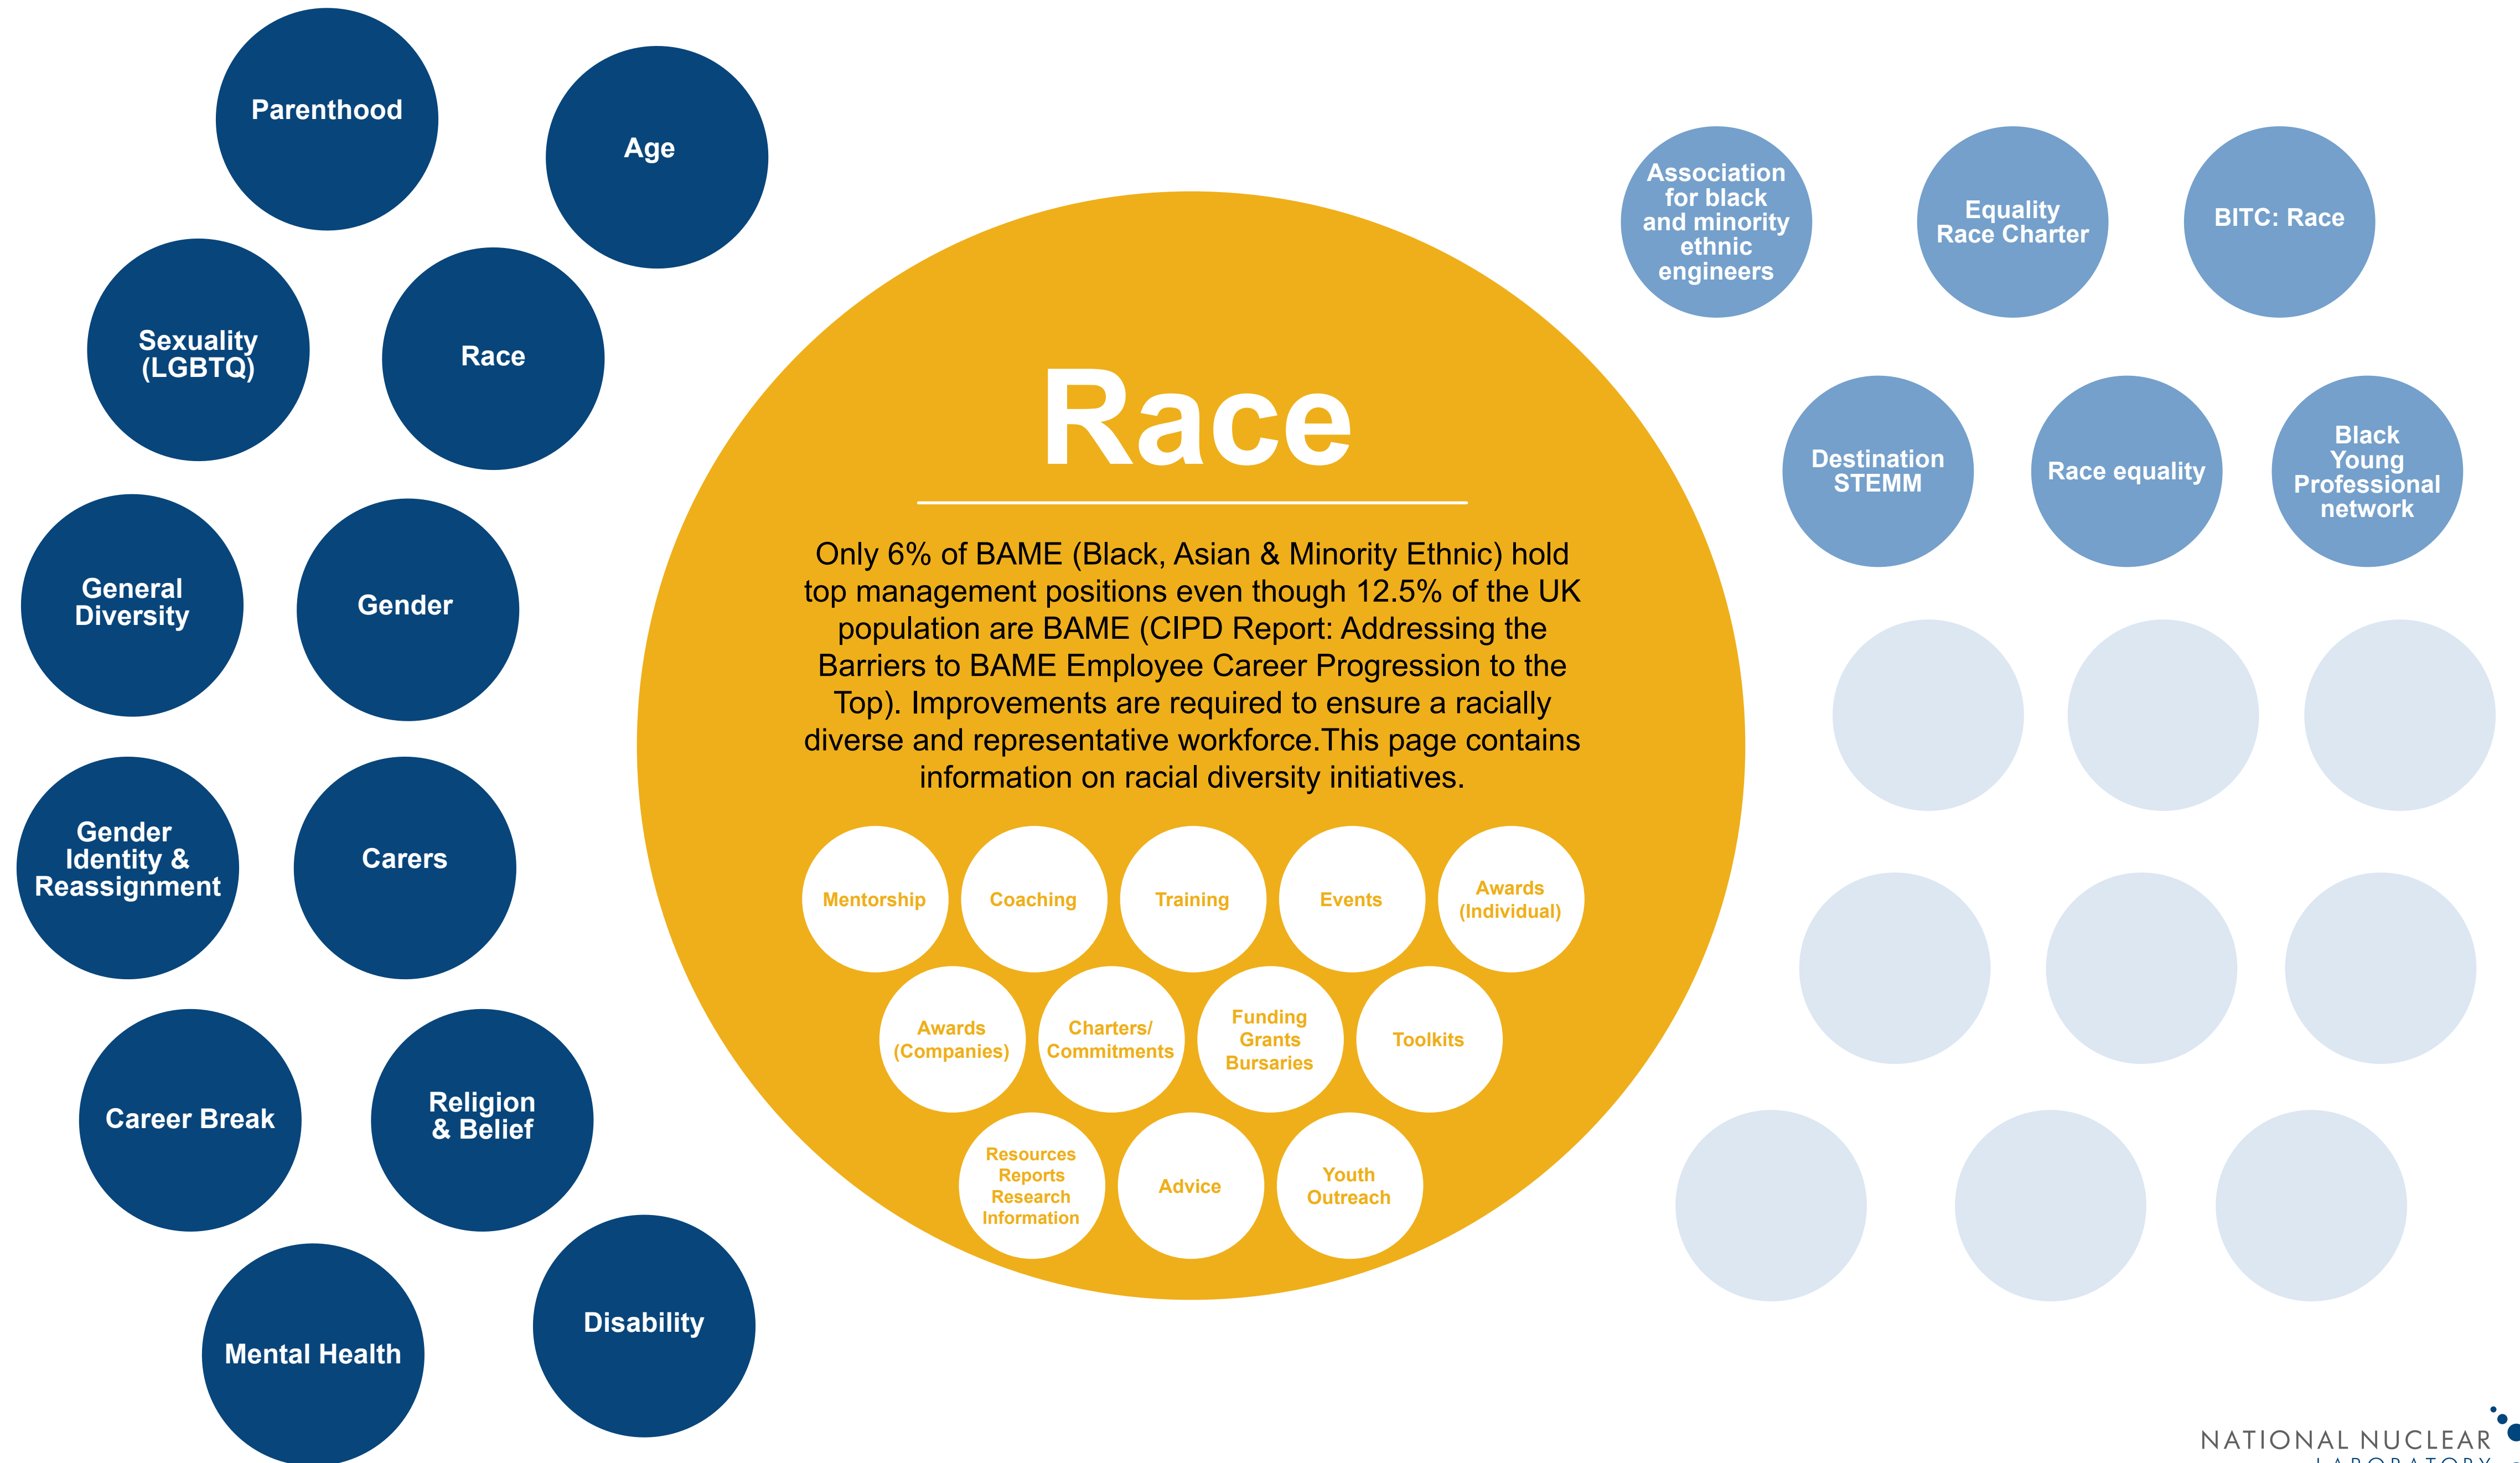 Parenthood
Age
Sexuality
(LGBTQ)
Race
General
Diversity
Gender
Gender
Identity &
Reassignment
Carers
Career Break
Religion
& Belief
Mental Health
Disability
Race
Only 6% of BAME (Black, Asian & Minority Ethnic) hold
top management positions even though 12.5% of the UK
population are BAME (CIPD Report: Addressing the
Barriers to BAME Employee Career Progression to the
Top). Improvements are required to ensure a racially
diverse and representative workforce.This page contains
information on racial diversity initiatives.
Mentorship
Coaching
Training
Events
Awards
(Individual)
Awards
(Companies)
Charters/
Commitments
Funding
Grants
Bursaries
Toolkits
Resources
Reports
Research
Information
Advice
Youth
Outreach
Association
for black
and minority
ethnic
engineers
Equality
Race Charter
BITC: Race
Destination
STEMM
Race equality
Black
Young
Professional
network
NATIONAL NUCLEAR
LABORATORY